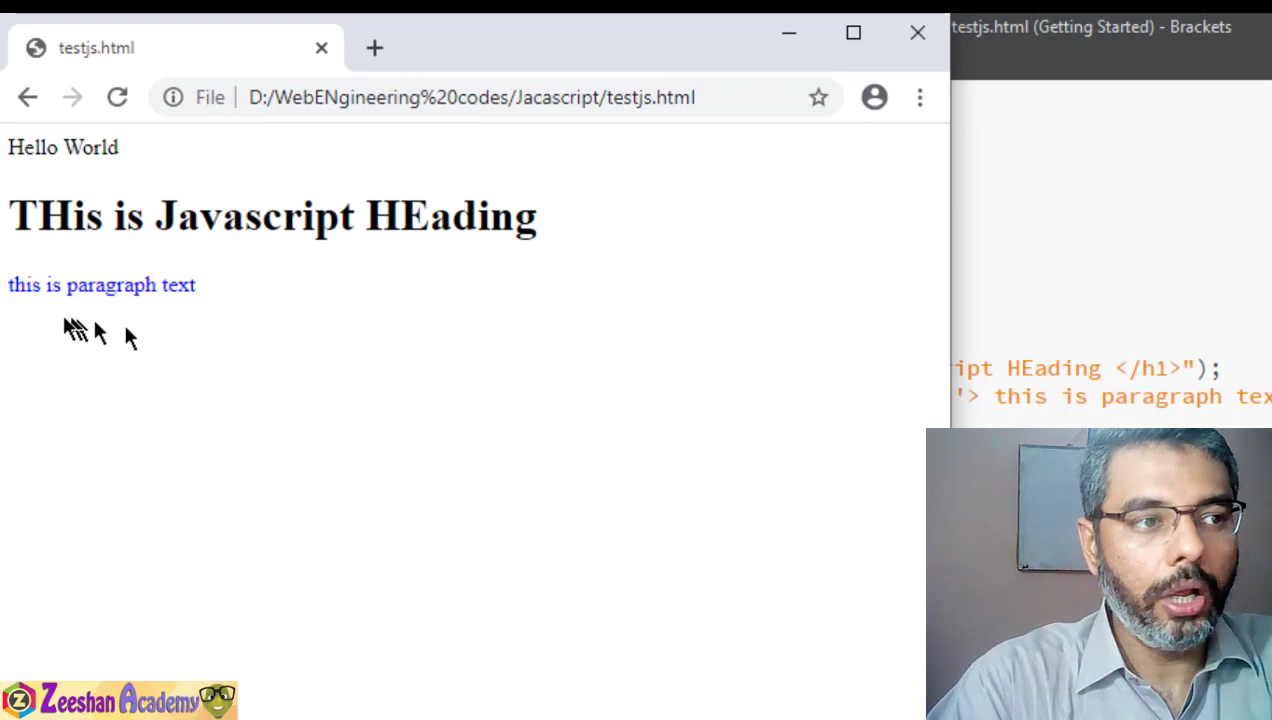 testjs.html
testjs.html (Getting Started) - Brackets
File D:/WebENgineering%20codes/Jacascript/testjs.html
Hello World
THis is Javascript HEading
this is paragraph text
ipt HEading </h1>");
'> this is paragraph tex
Z Zeeshan Academy